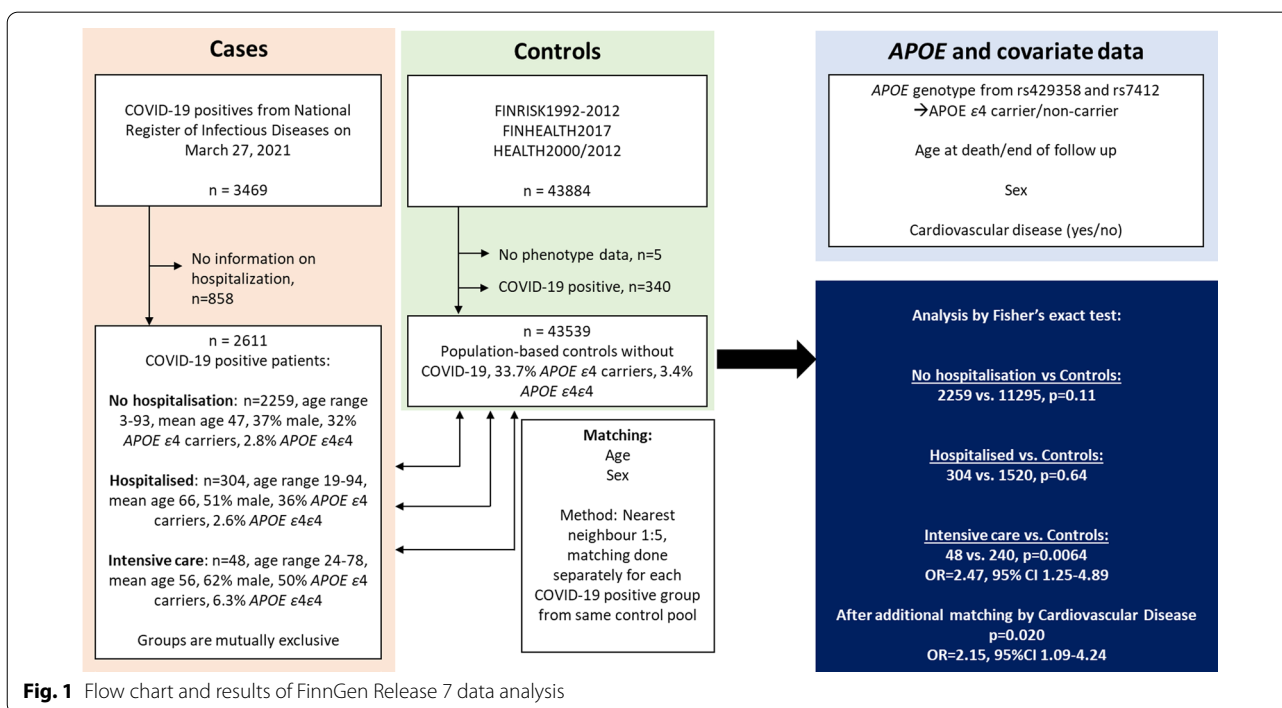 Cases
COVID-19 positives from National
Register of Infectious Diseases on
March 27, 2021
n = 3469
No information on
hospitalization,
n=858
n = 2611
COVID-19 positive patients:
No hospitalisation: n=2259, age range
3-93, mean age 47, 37% male, 32%
APOE ε4 carriers, 2.8% APOE ε4ε4
Hospitalised: n=304, age range 19-94,
mean age 66, 51% male, 36% APOE ε4
carriers, 2.6% APOE ε4ε4
Intensive care: n=48, age range 24-78,
mean age 56, 62% male, 50% APOE ε4
carriers, 6.3% APOE ε4ε4
Groups are mutually exclusive
Controls
FINRISK1992-2012
FINHEALTH2017
HEALTH2000/2012
n = 43884
No phenotype data, n=5
COVID-19 positive, n=340
n = 43539
Population-based controls without
COVID-19, 33.7% APOE ε4 carriers, 3.4%
APOE ε4ε4
Matching:
Age
Sex
Method: Nearest
neighbour 1:5,
matching done
separately for each
COVID-19 positive group
from same control pool
APOE and covariate data
APOE genotype from rs429358 and rs7412
→APOE ε4 carrier/non-carrier
Age at death/end of follow up
Sex
Cardiovascular disease (yes/no)
Analysis by Fisher's exact test:
No hospitalisation vs Controls:
2259 vs. 11295, p=0.11
Hospitalised vs. Controls:
304 vs. 1520, p=0.64
Intensive care vs. Controls:
48 vs. 240, p=0.0064
OR=2.47, 95% CI 1.25-4.89
After additional matching by Cardiovascular Disease
p=0.020
OR=2.15, 95%CI 1.09-4.24
Fig. 1 Flow chart and results of FinnGen Release 7 data analysis